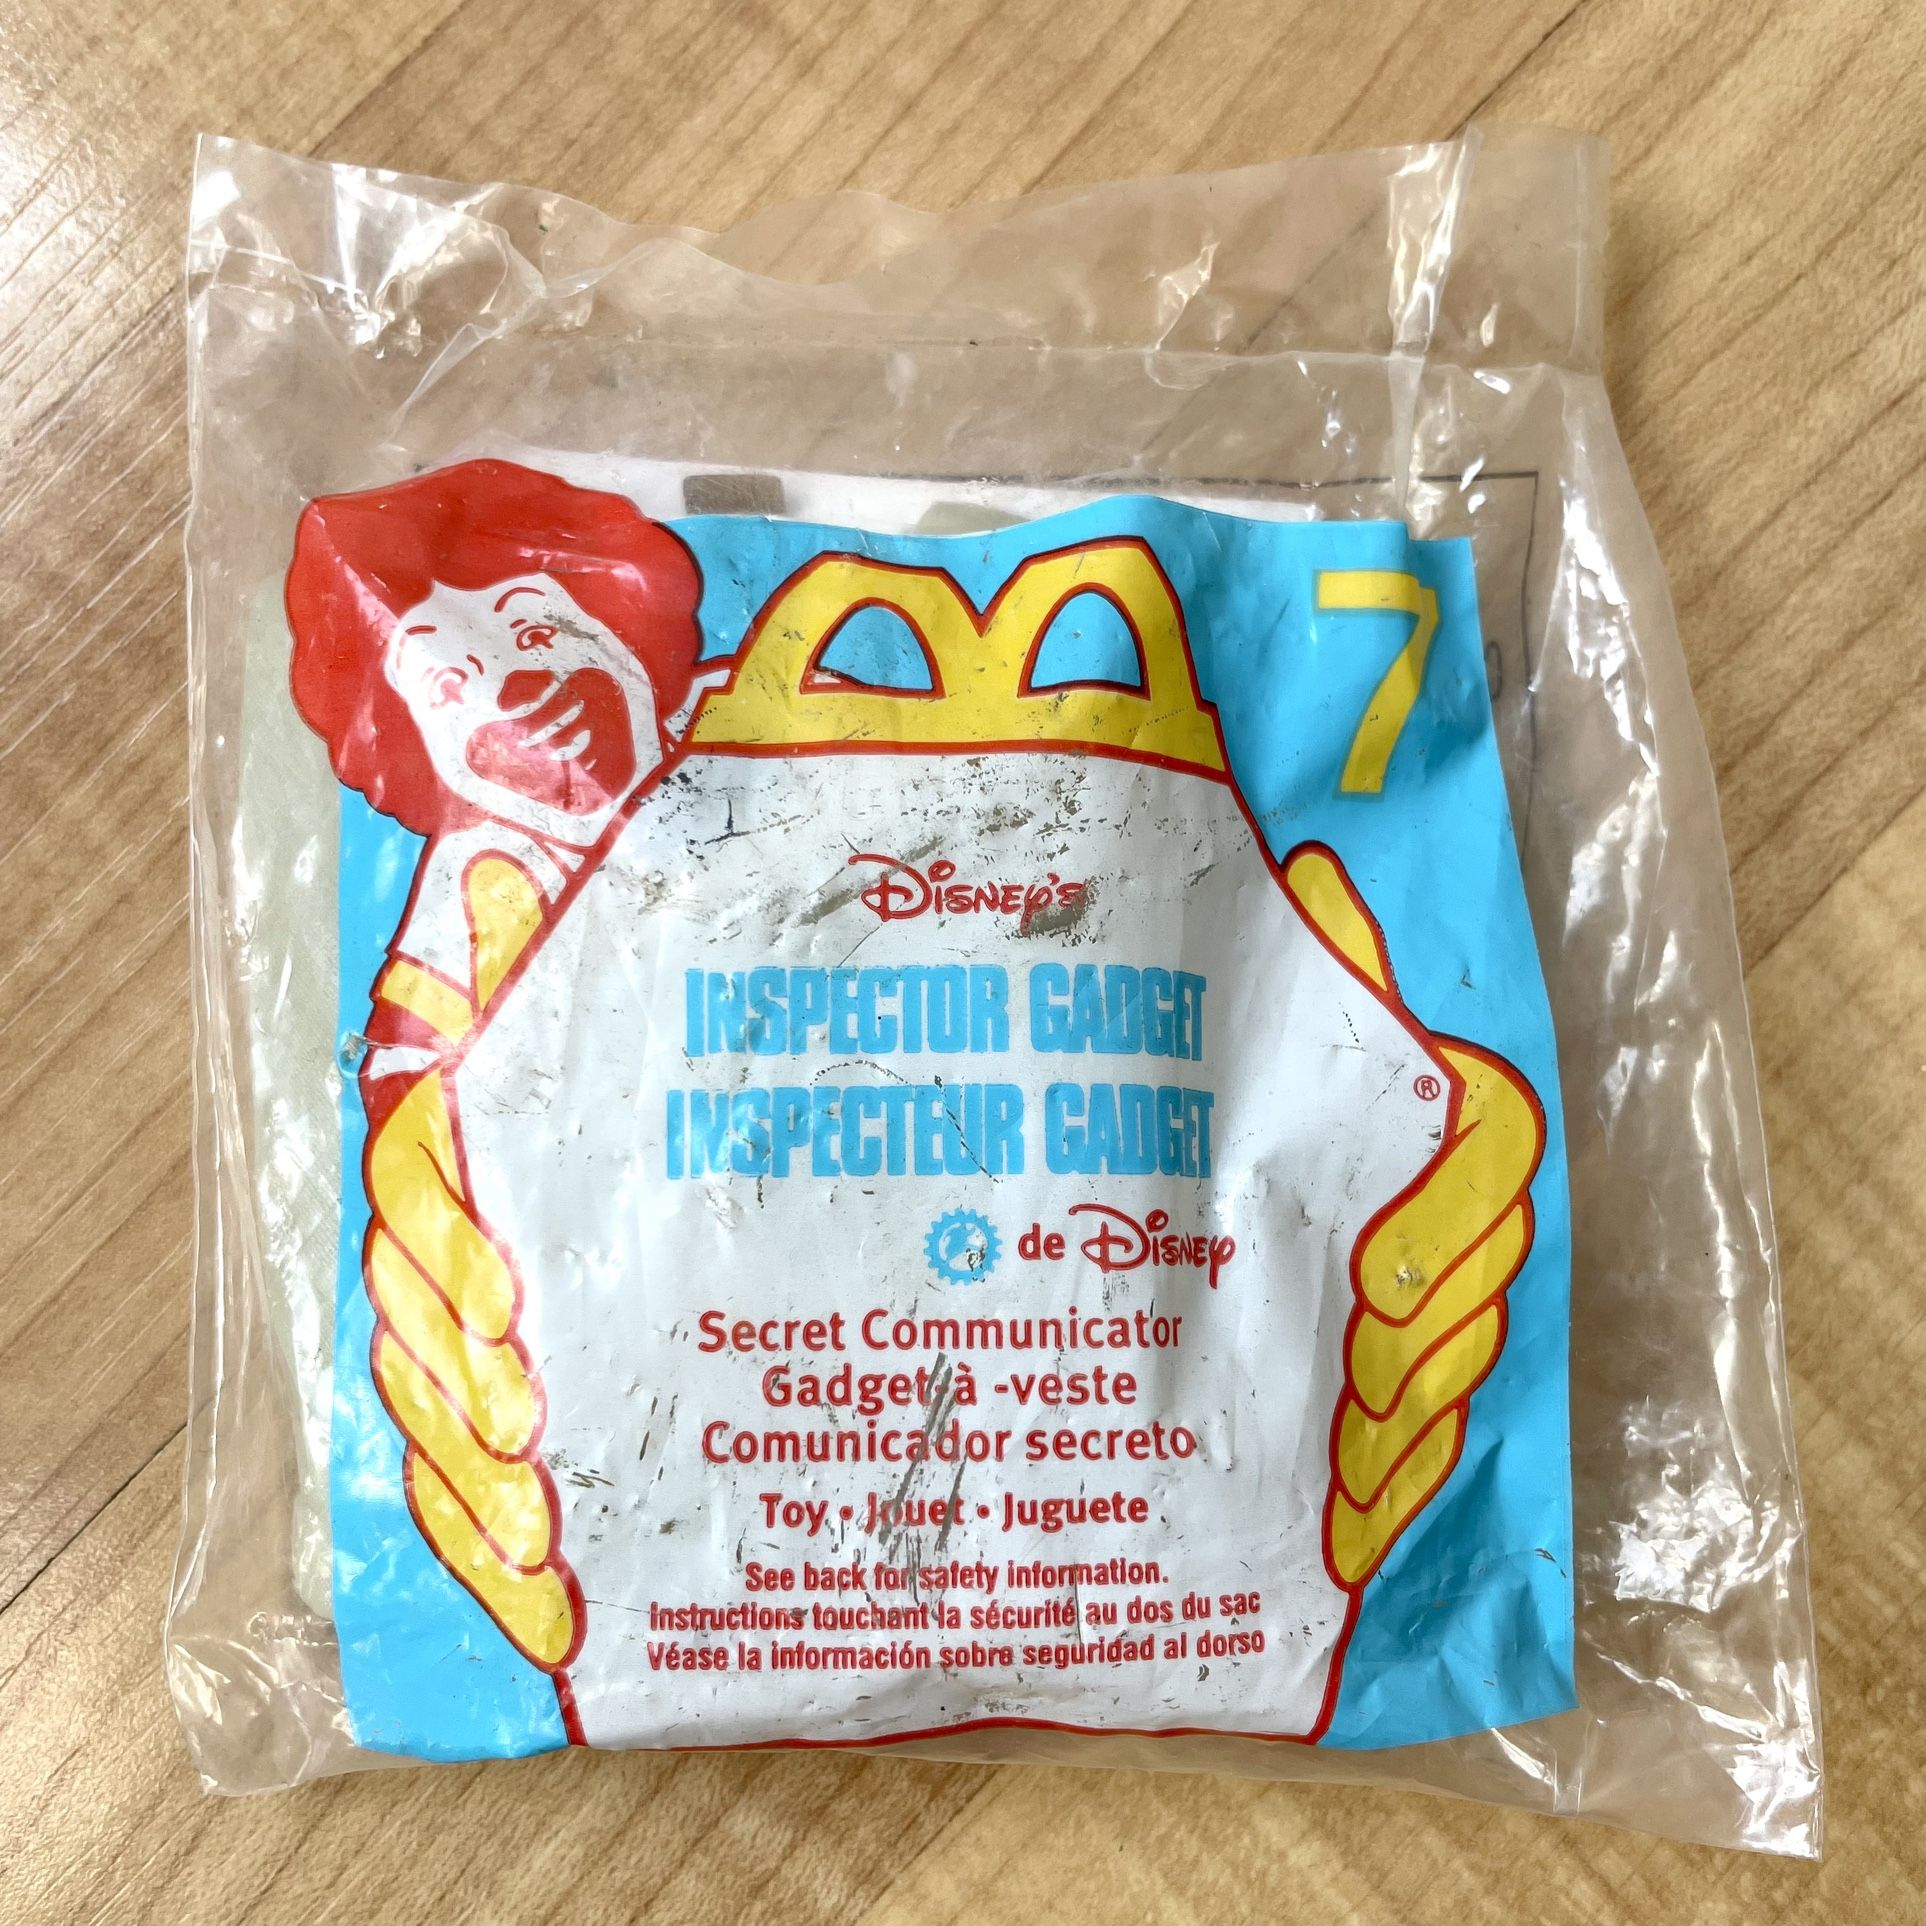 7
Disney's
INSPECTOR GADGET
INSPECTEUR GADGET
®
de Disney
Secret Communicator
Gadget-à -veste
Comunicador secreto
Toy • Jouet • Juguete
See back for safety information.
Instructions touchant la sécurité au dos du sac
Véase la información sobre seguridad al dorso